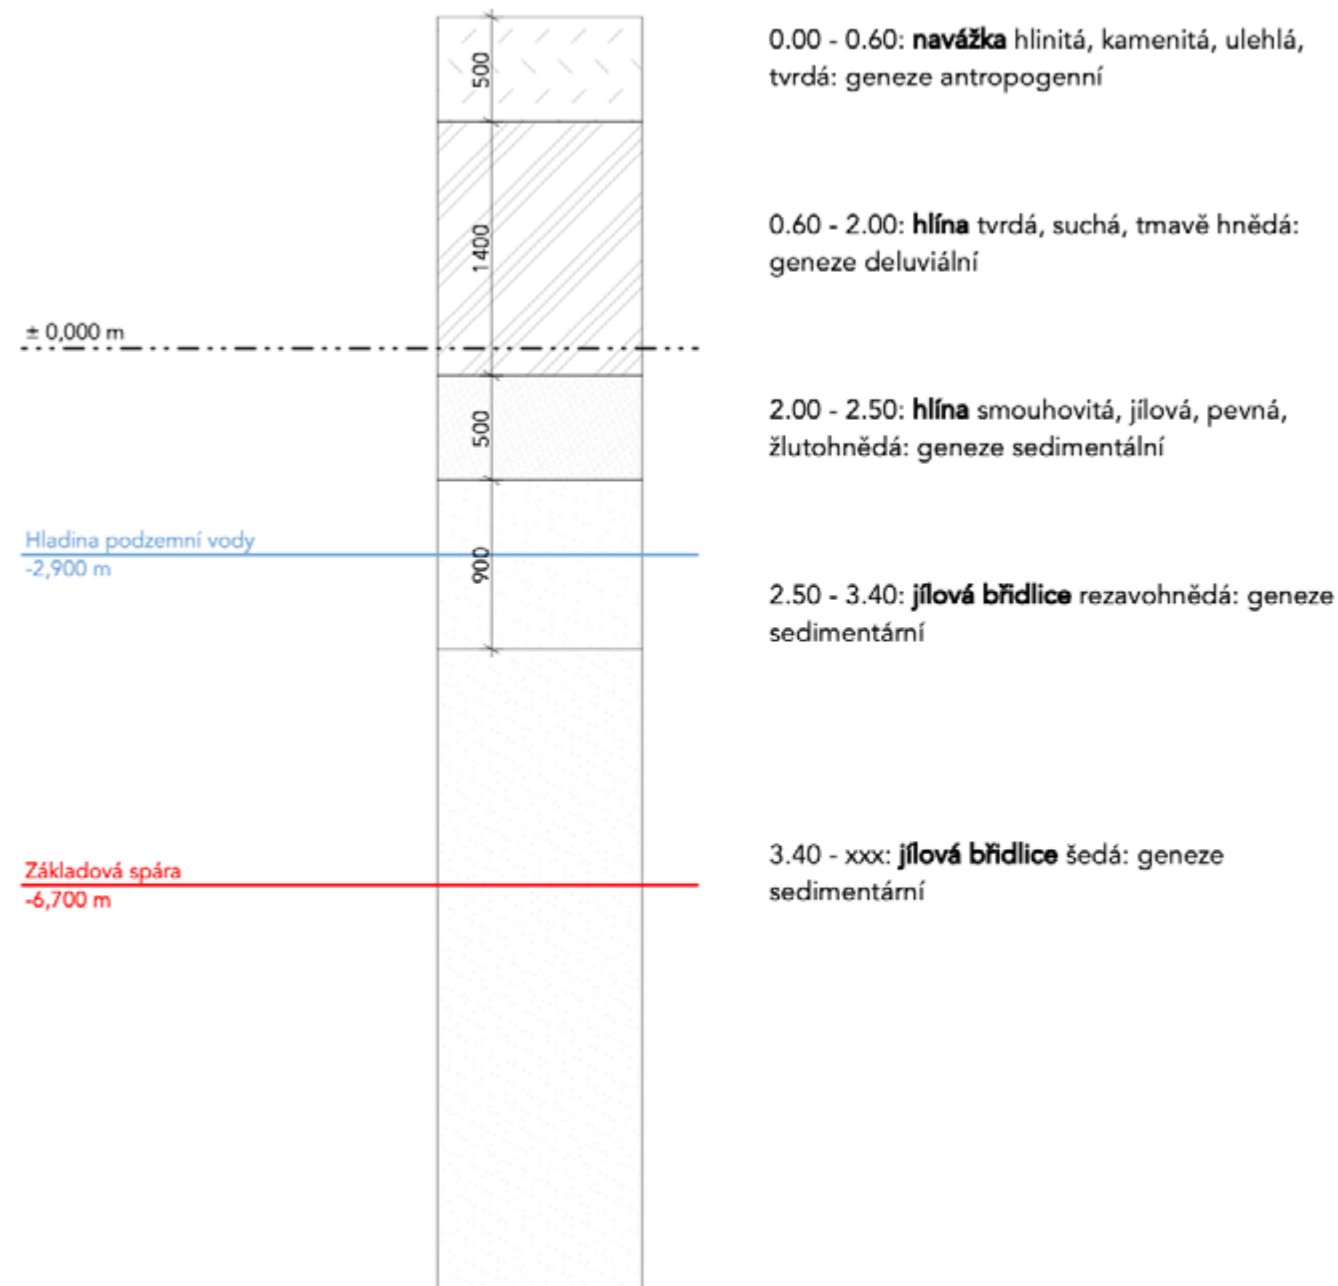 0.00 - 0.60: navážka hlinitá, kamenitá, ulehlá,
tvrdá: geneze antropogenní
500
0.60 - 2.00: hlína tvrdá, suchá, tmavě hnědá:
geneze deluviální
1400
± 0,000 m
2.00 - 2.50: hlína smouhovitá, jílová, pevná,
žlutohnědá: geneze sedimentální
500
Hladina podzemní vody
-2,900 m
900
2.50 - 3.40: jílová břidlice rezavohnědá: geneze
sedimentární
3.40 - xxx: jílová břidlice šedá: geneze
sedimentární
Základová spára
-6,700 m